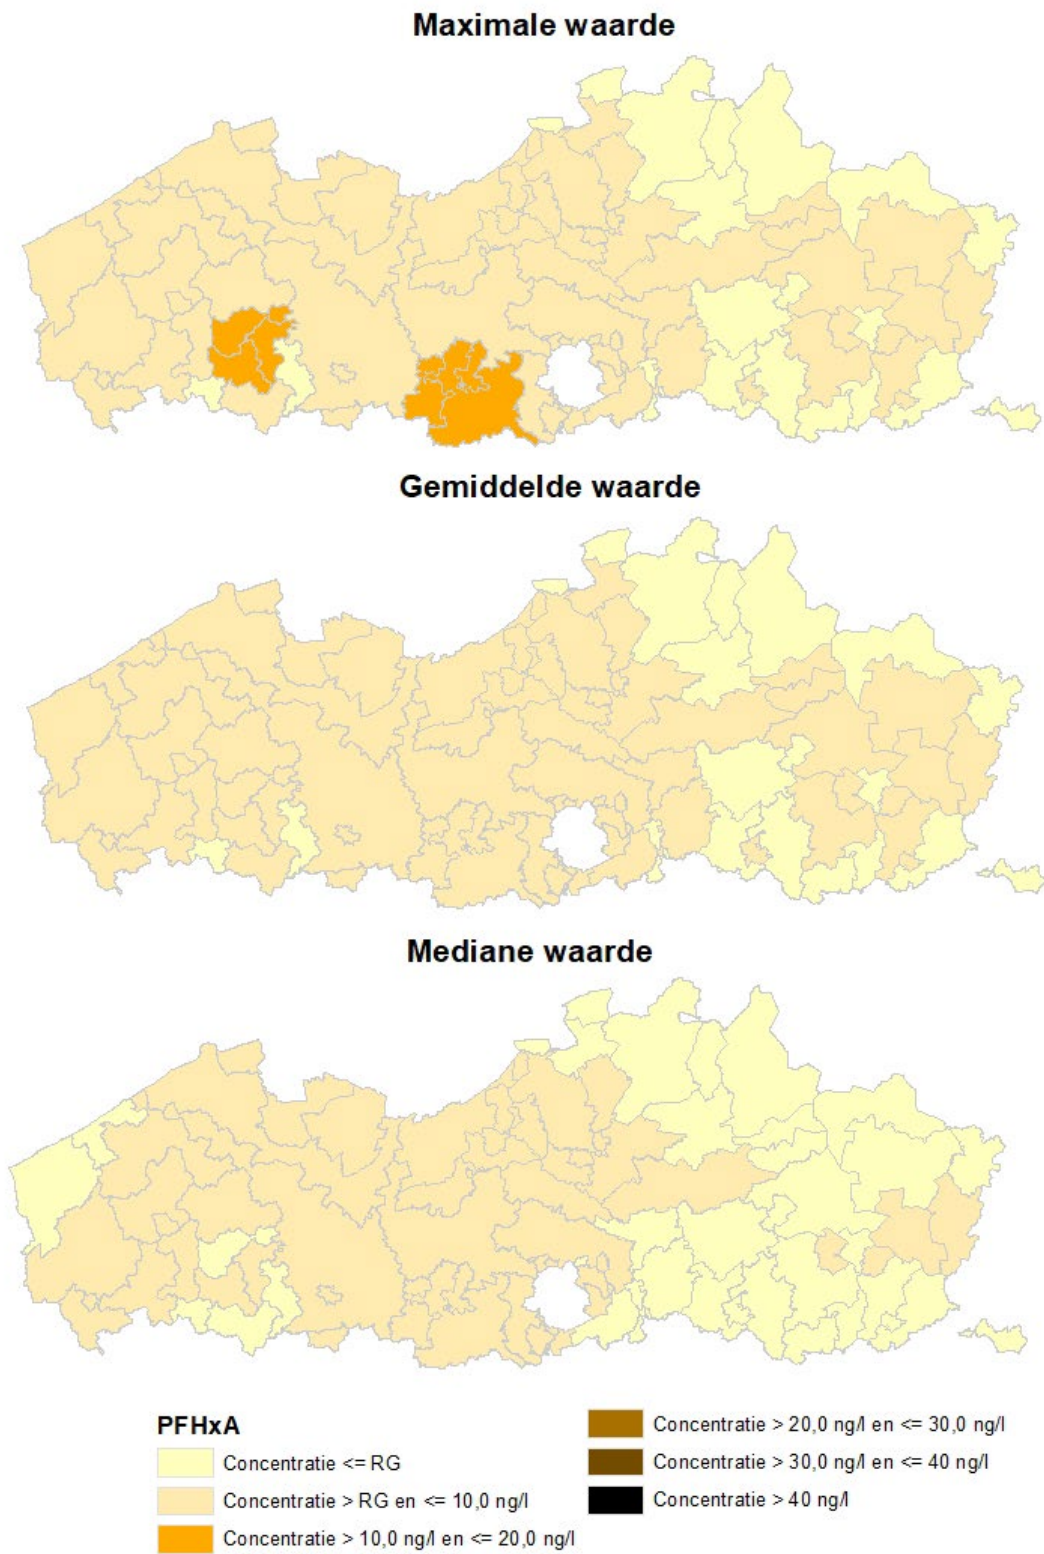 Maximale waarde
Gemiddelde waarde
Mediane waarde
PFHxA
Concentratie <= RG
Concentratie > RG en <= 10,0 ng/l
Concentratie > 10,0 ng/l en <= 20,0 ng/l
Concentratie > 20,0 ng/l en <= 30,0 ng/l
Concentratie > 30,0 ng/l en <= 40 ng/l
Concentratie > 40 ng/l